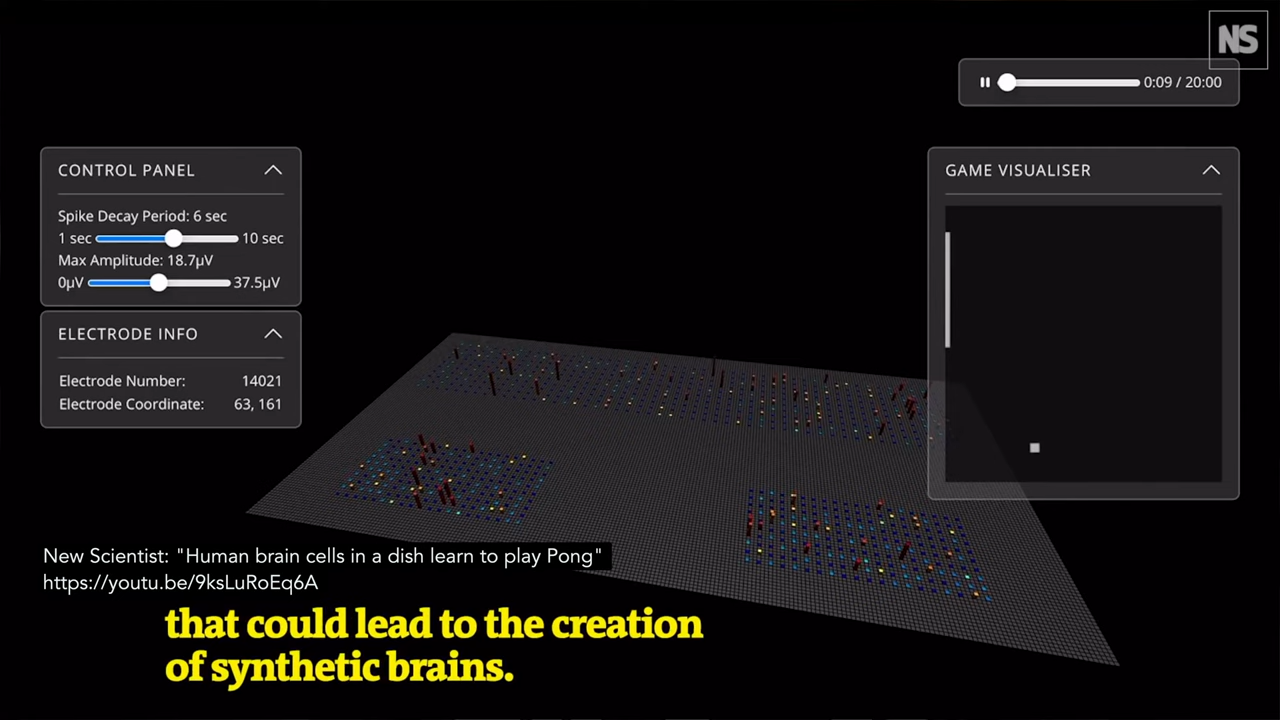 NS
0:09 / 20:00
CONTROL PANEL
Spike Decay Period: 6 sec
1 sec 10 sec
Max Amplitude: 18.7µV
0µV 37.5µV
ELECTRODE INFO
Electrode Number: 14021
Electrode Coordinate: 63, 161
GAME VISUALISER
New Scientist: "Human brain cells in a dish learn to play Pong"
https://youtu.be/9ksLuRoEq6A
that could lead to the creation
of synthetic brains.